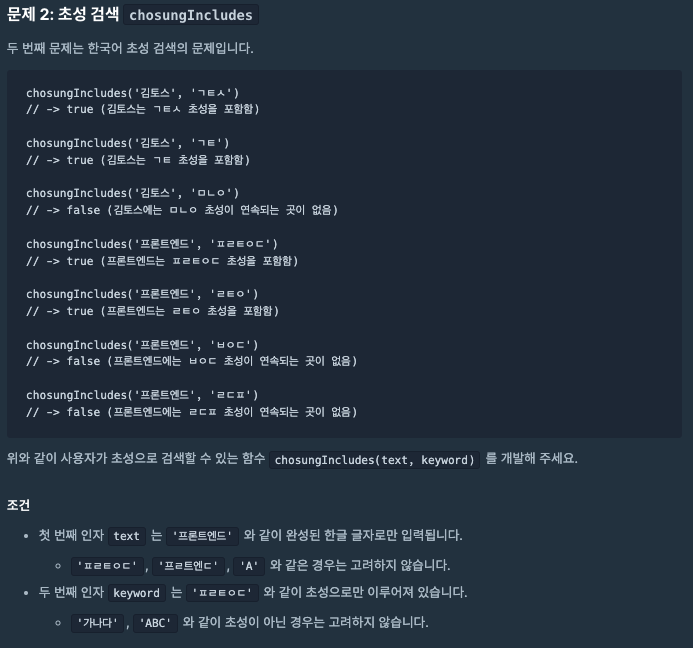 문제 2: 초성 검색 chosungIncludes
두 번째 문제는 한국어 초성 검색의 문제입니다.
chosungIncludes('김토스', 'ㄱㅌㅅ')
// -> true (김토스는 ㄱㅌㅅ 초성을 포함함)
chosungIncludes('김토스', 'ㄱㅌ')
// -> true (김토스는 ㄱㅌ 초성을 포함함)
chosungIncludes('김토스', 'ㅁㄴㅇ')
// -> false (김토스에는 ㅁㄴㅇ 초성이 연속되는 곳이 없음)
chosungIncludes('프론트엔드', 'ㅍㄹㅌㅇㄷ')
// -> true (프론트엔드는 ㅍㄹㅌㅇㄷ 초성을 포함함)
chosungIncludes('프론트엔드', 'ㄹㅌㅇ')
// -> true (프론트엔드는 ㄹㅌㅇ 초성을 포함함)
chosungIncludes('프론트엔드', 'ㅂㅇㄷ')
// -> false (프론트엔드에는 ㅂㅇㄷ 초성이 연속되는 곳이 없음)
chosungIncludes('프론트엔드', 'ㄹㄷㅍ')
// -> false (프론트엔드에는 ㄹㄷㅍ 초성이 연속되는 곳이 없음)
위와 같이 사용자가 초성으로 검색할 수 있는 함수 chosungIncludes(text, keyword) 를 개발해 주세요.
조건
• 첫 번째 인자 text 는 '프론트엔드' 와 같이 완성된 한글 글자로만 입력됩니다.
◦ 'ㅍㄹㅌㅇㄷ', '프ㄹ트엔ㄷ', 'A' 와 같은 경우는 고려하지 않습니다.
• 두 번째 인자 keyword 는 'ㅍㄹㅌㅇㄷ' 와 같이 초성으로만 이루어져 있습니다.
◦ '가나다', 'ABC' 와 같이 초성이 아닌 경우는 고려하지 않습니다.